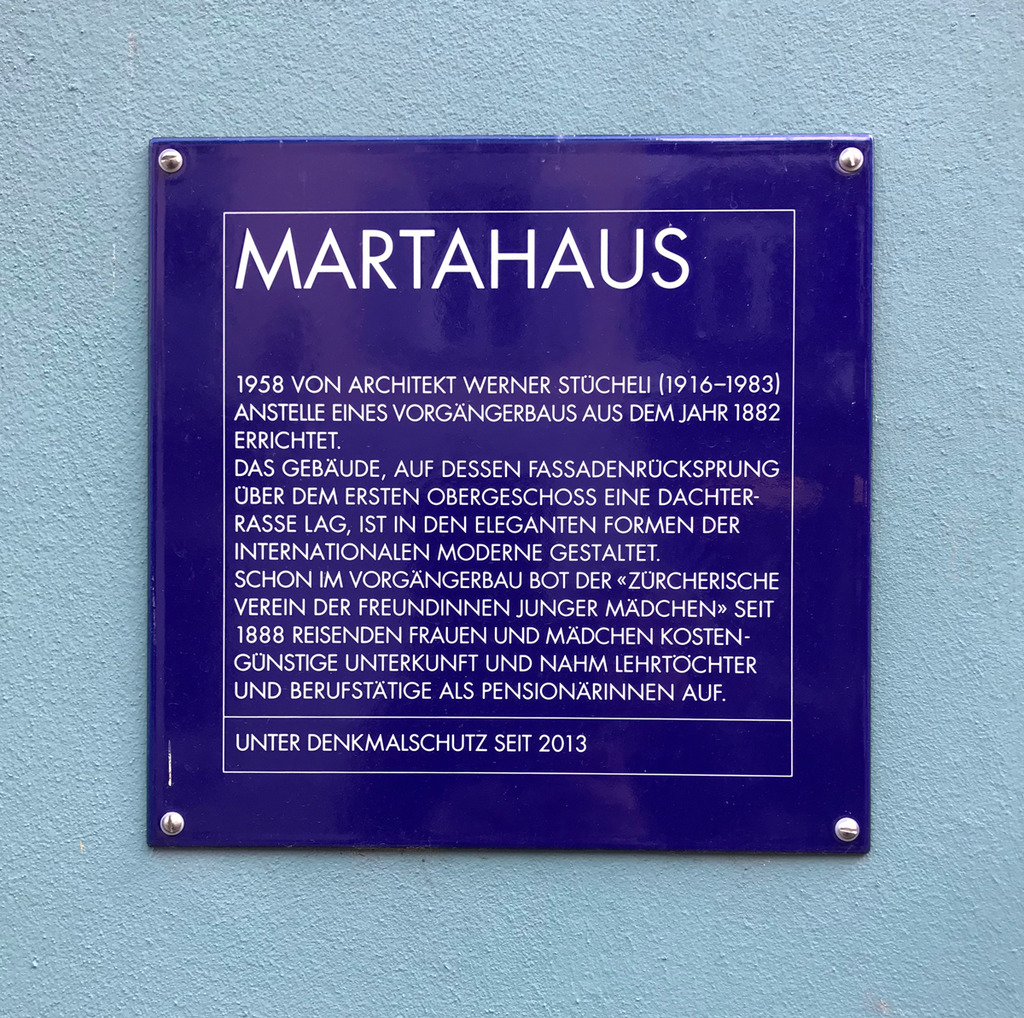 MARTAHAUS
1958 VON ARCHITEKT WERNER STÜCHELI (1916–1983)
ANSTELLE EINES VORGÄNGERBAUS AUS DEM JAHR 1882
ERRICHTET.
DAS GEBÄUDE, AUF DESSEN FASSADENRÜCKSPRUNG
ÜBER DEM ERSTEN OBERGESCHOSS EINE DACHTER-
RASSE LAG, IST IN DEN ELEGANTEN FORMEN DER
INTERNATIONALEN MODERNE GESTALTET.
SCHON IM VORGÄNGERBAU BOT DER «ZÜRCHERISCHE
VEREIN DER FREUNDINNEN JUNGER MÄDCHEN» SEIT
1888 REISENDEN FRAUEN UND MÄDCHEN KOSTEN-
GÜNSTIGE UNTERKUNFT UND NAHM LEHRTÖCHTER
UND BERUFSTÄTIGE ALS PENSIONÄRINNEN AUF.
UNTER DENKMALSCHUTZ SEIT 2013